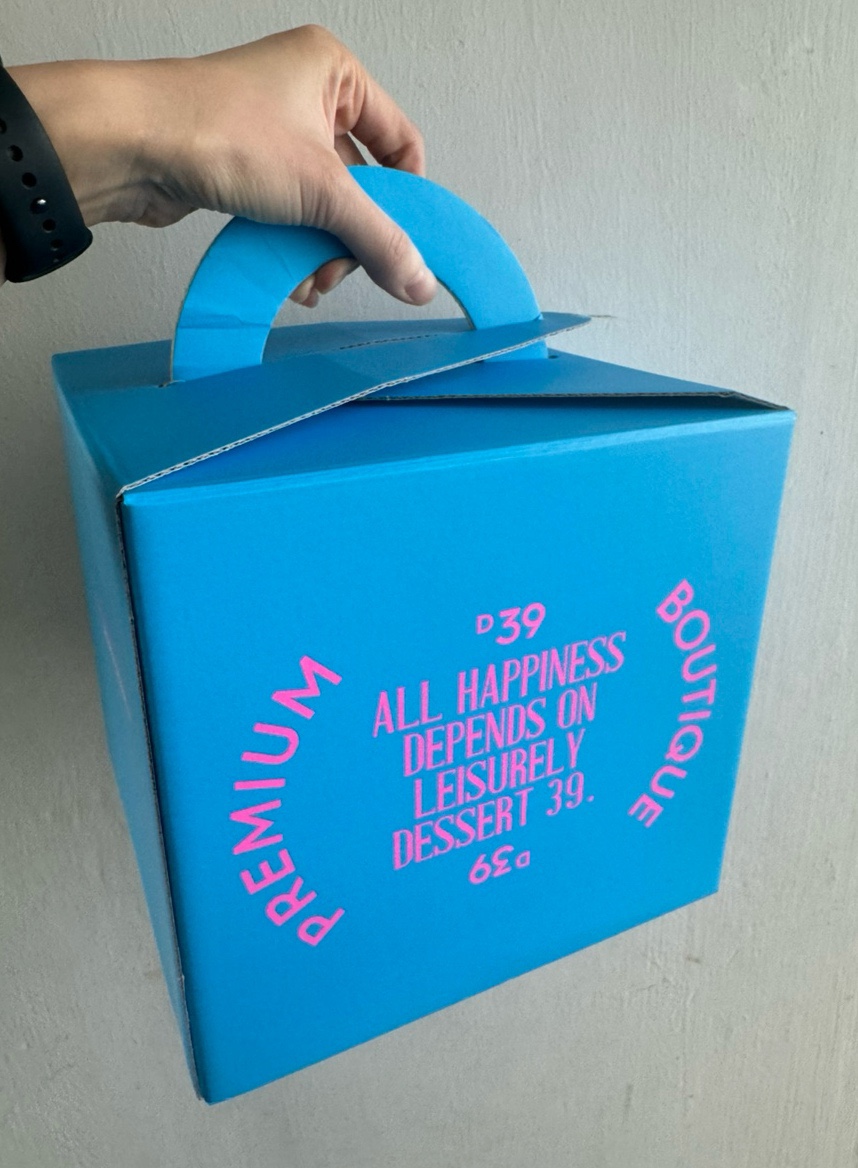 D39
PREMIUM
ALL HAPPINESS
DEPENDS ON
LEISURELY
DESSERT 39.
BOUTIQUE
D39